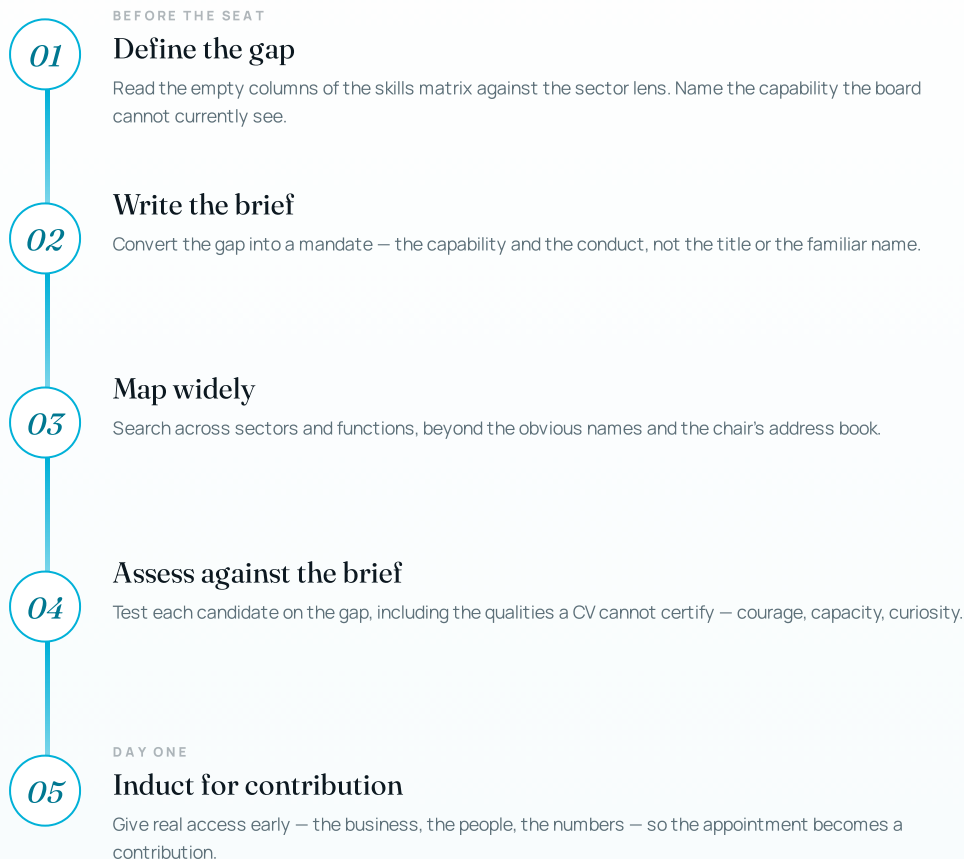 BEFORE THE SEAT
01
Define the gap
Read the empty columns of the skills matrix against the sector lens. Name the capability the board
cannot currently see.
02
Write the brief
Convert the gap into a mandate — the capability and the conduct, not the title or the familiar name.
03
Map widely
Search across sectors and functions, beyond the obvious names and the chair's address book.
04
Assess against the brief
Test each candidate on the gap, including the qualities a CV cannot certify — courage, capacity, curiosity.
DAY ONE
05
Induct for contribution
Give real access early — the business, the people, the numbers — so the appointment becomes a
contribution.